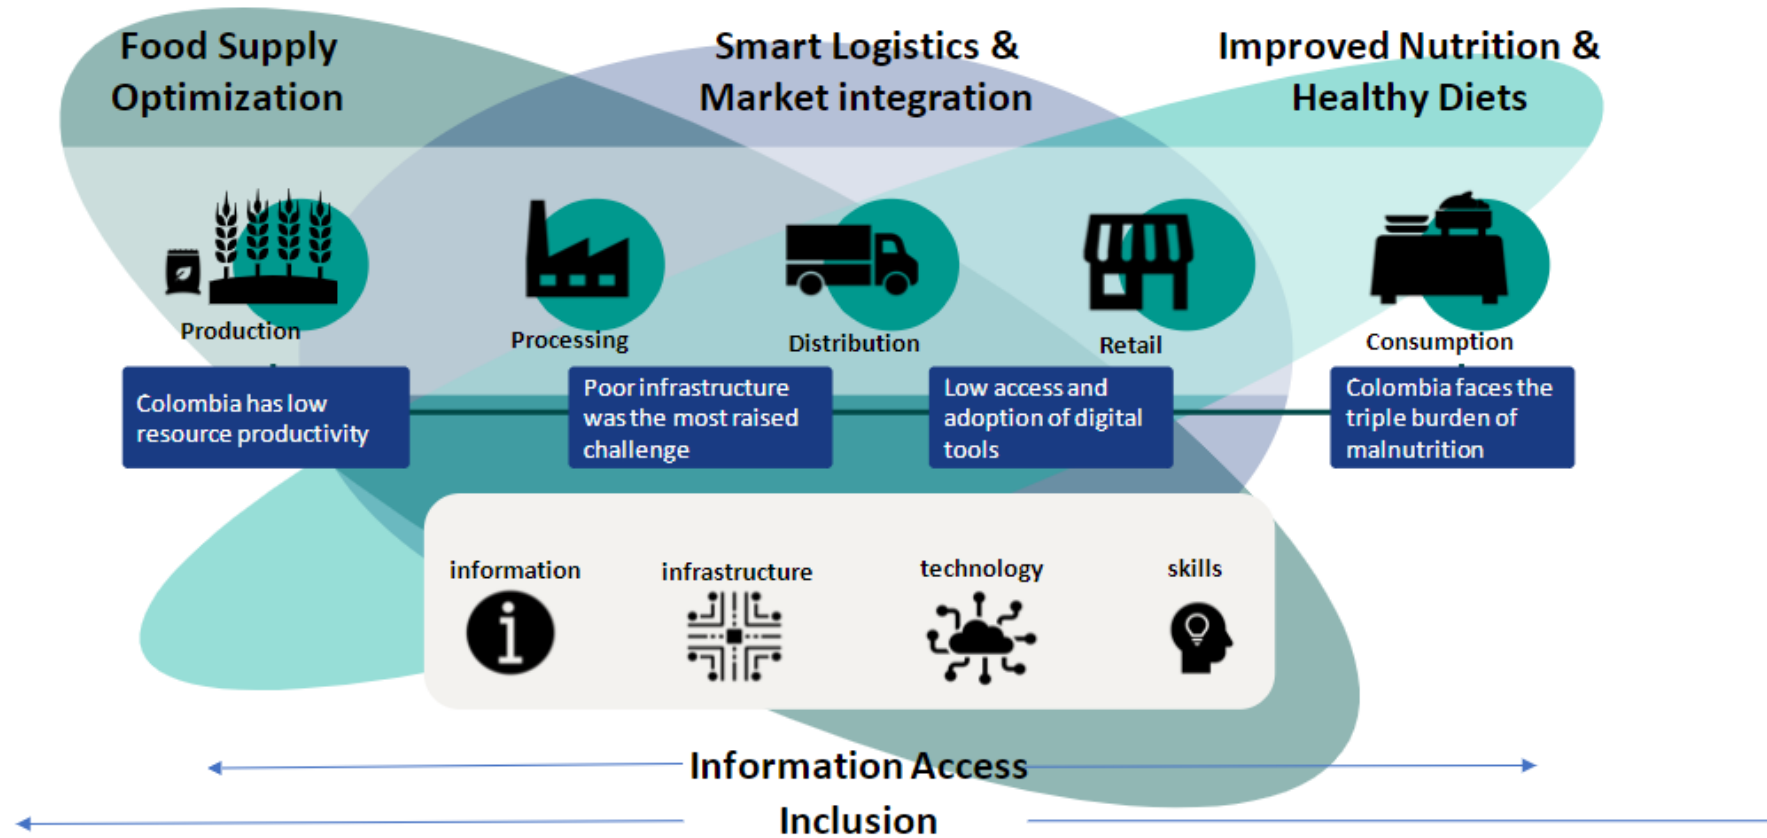 Food Supply
Optimization
Smart Logistics &
Market integration
Improved Nutrition &
Healthy Diets
Production
Processing
Distribution
Retail
Consumption
Colombia has low
resource productivity
Poor infrastructure
was the most raised
challenge
Low access and
adoption of digital
tools
Colombia faces the
triple burden of
malnutrition
information
infrastructure
technology
skills
Information Access
Inclusion